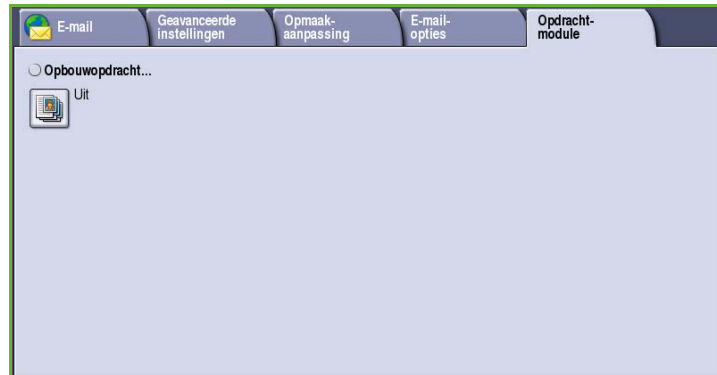 E-mail
Geavanceerde
instellingen
Opmaak-
aanpassing
E-mail-
opties
Opdracht-
module
Opbouwopdracht...
Uit